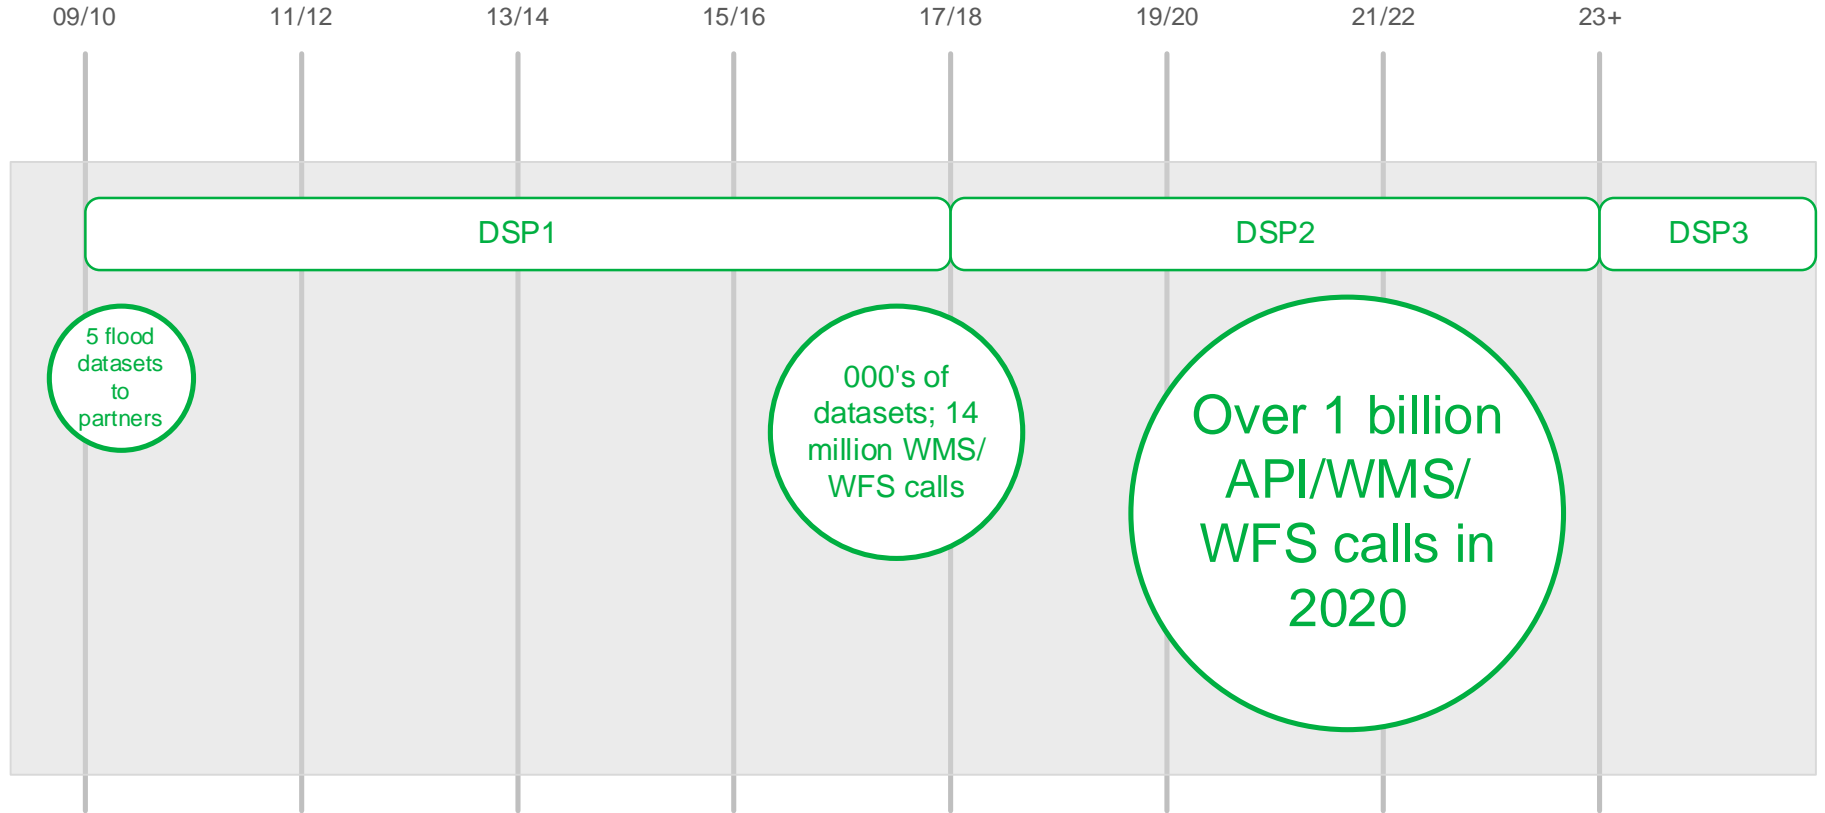 09/10 11/12 13/14 15/16 17/18 19/20 21/22 23+
DSP1 DSP2 DSP3
5 flood
datasets
to
partners
000's of
datasets; 14
million WMS/
WFS calls
Over 1 billion
API/WMS/
WFS calls in
2020